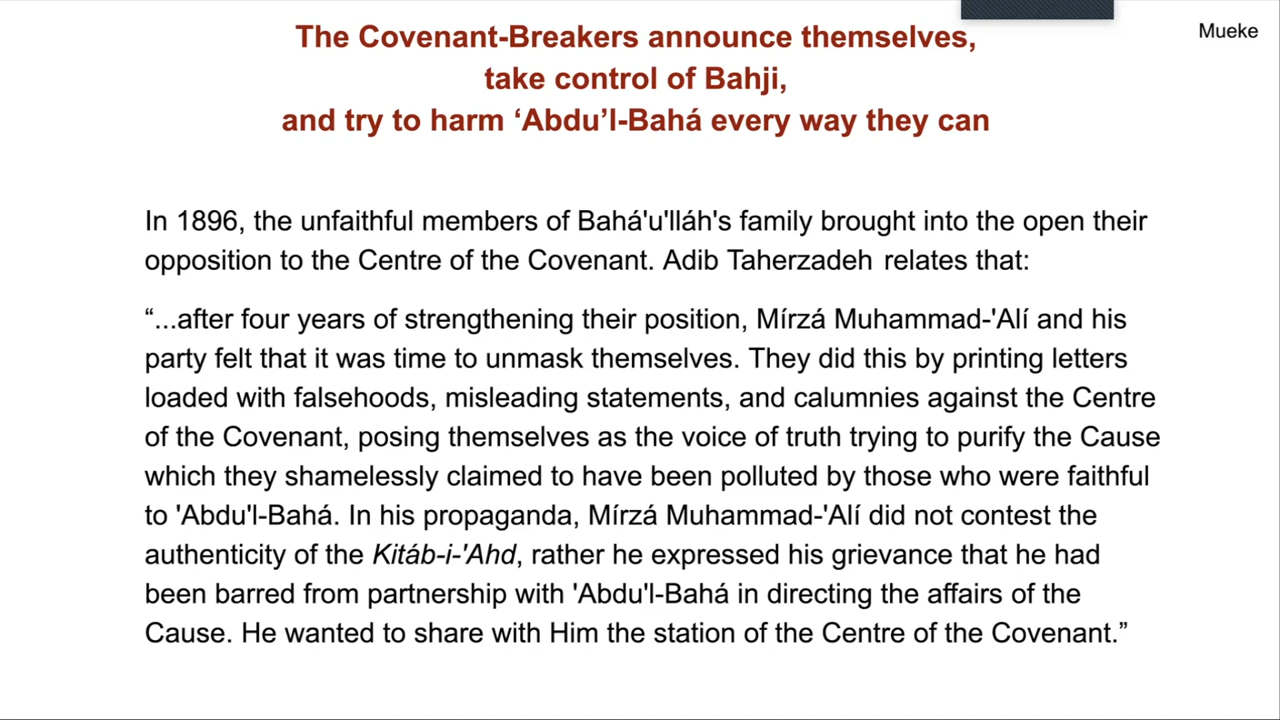 The Covenant-Breakers announce themselves,
take control of Bahji,
and try to harm ‘Abdu’l-Bahá every way they can
Mueke
In 1896, the unfaithful members of Bahá'u'lláh's family brought into the open their
opposition to the Centre of the Covenant. Adib Taherzadeh relates that:
“...after four years of strengthening their position, Mírzá Muhammad-'Alí and his
party felt that it was time to unmask themselves. They did this by printing letters
loaded with falsehoods, misleading statements, and calumnies against the Centre
of the Covenant, posing themselves as the voice of truth trying to purify the Cause
which they shamelessly claimed to have been polluted by those who were faithful
to 'Abdu'l-Bahá. In his propaganda, Mírzá Muhammad-'Alí did not contest the
authenticity of the Kitáb-i-'Ahd, rather he expressed his grievance that he had
been barred from partnership with 'Abdu'l-Bahá in directing the affairs of the
Cause. He wanted to share with Him the station of the Centre of the Covenant.”